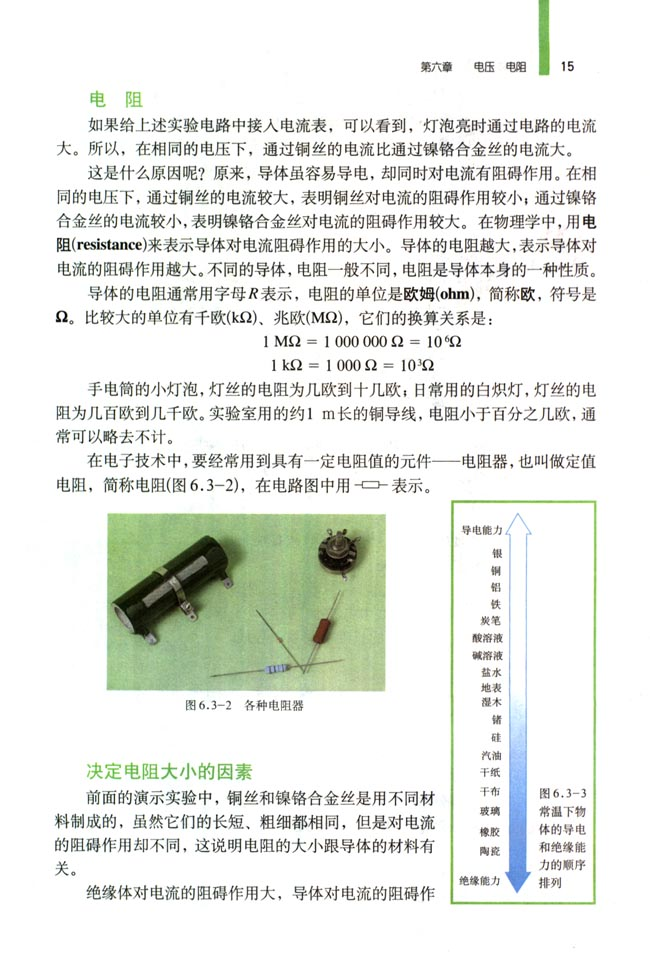 第六章 电压 电阻 15
电 阻
如果给上述实验电路中接入电流表，可以看到，灯泡亮时通过电路的电流
大。所以，在相同的电压下，通过铜丝的电流比通过镍铬合金丝的电流大。
这是什么原因呢？原来，导体虽容易导电，却同时对电流有阻碍作用。在相
同的电压下，通过铜丝的电流较大，表明铜丝对电流的阻碍作用较小；通过镍铬
合金丝的电流较小，表明镍铬合金丝对电流的阻碍作用较大。在物理学中，用电
阻(resistance)来表示导体对电流阻碍作用的大小。导体的电阻越大，表示导体对
电流的阻碍作用越大。不同的导体，电阻一般不同，电阻是导体本身的一种性质。
导体的电阻通常用字母R表示，电阻的单位是欧姆(ohm)，简称欧，符号是
Ω。比较大的单位有千欧(kΩ)、兆欧(MΩ)，它们的换算关系是：
1 MΩ = 1 000 000 Ω = 10⁶Ω
1 kΩ = 1 000 Ω = 10³Ω
手电筒的小灯泡，灯丝的电阻为几欧到十几欧；日常用的白炽灯，灯丝的电
阻为几百欧到几千欧。实验室用的约1 m长的铜导线，电阻小于百分之几欧，通
常可以略去不计。
在电子技术中，要经常用到具有一定电阻值的元件——电阻器，也叫做定值
电阻，简称电阻(图6.3-2)，在电路图中用 表示。
图6.3-2 各种电阻器
决定电阻大小的因素
前面的演示实验中，铜丝和镍铬合金丝是用不同材
料制成的，虽然它们的长短、粗细都相同，但是对电流
的阻碍作用却不同，这说明电阻的大小跟导体的材料有
关。
绝缘体对电流的阻碍作用大，导体对电流的阻碍作
导电能力
银
铜
铝
铁
炭笔
酸溶液
碱溶液
盐水
地表
湿木
锗
硅
汽油
干纸
干布
玻璃
橡胶
陶瓷
绝缘能力
图6.3-3
常温下物
体的导电
和绝缘能
力的顺序
排列